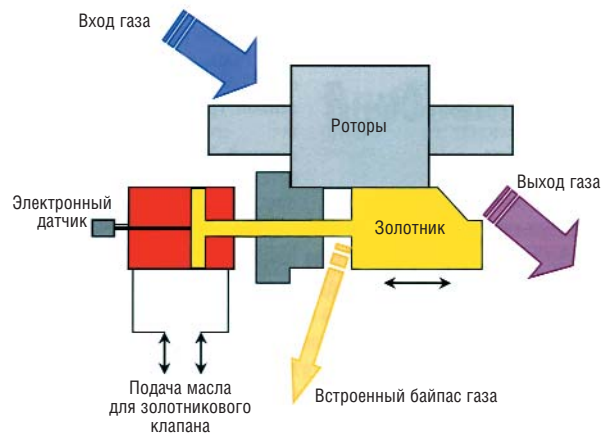 Вход газа
Роторы
Выход газа
Электронный
датчик
Золотник
Подача масла
для золотникового
клапана
Встроенный байпас газа